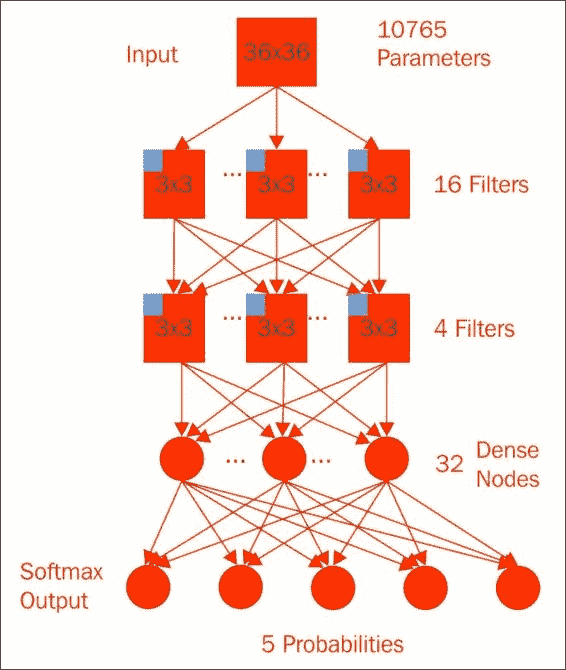 Input
36x36
10765
Parameters
3x3 ... 3x3 ... 3x3
16 Filters
3x3 ... 3x3 ... 3x3
4 Filters
... ...
32 Dense
Nodes
Softmax
Output
5 Probabilities